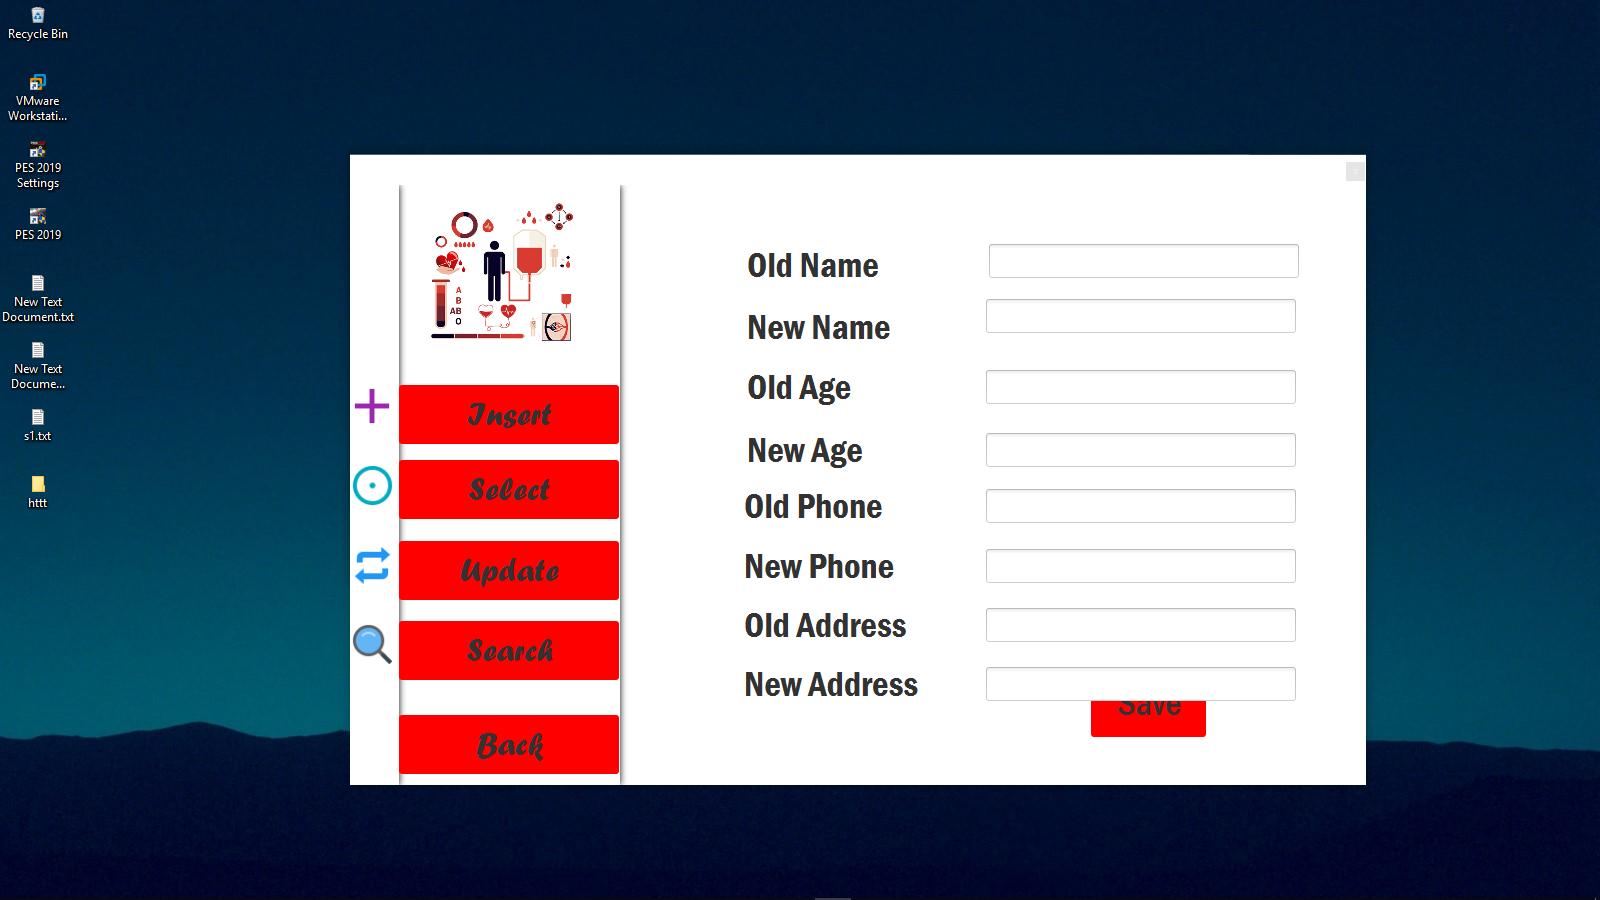 Recycle Bin
VMware
Workstati...
PES 2019
Settings
PES 2019
New Text
Document.txt
New Text
Docume...
s1.txt
httt
A
B
AB
O
Insert
Select
Update
Search
Back
Old Name
New Name
Old Age
New Age
Old Phone
New Phone
Old Address
New Address
Save